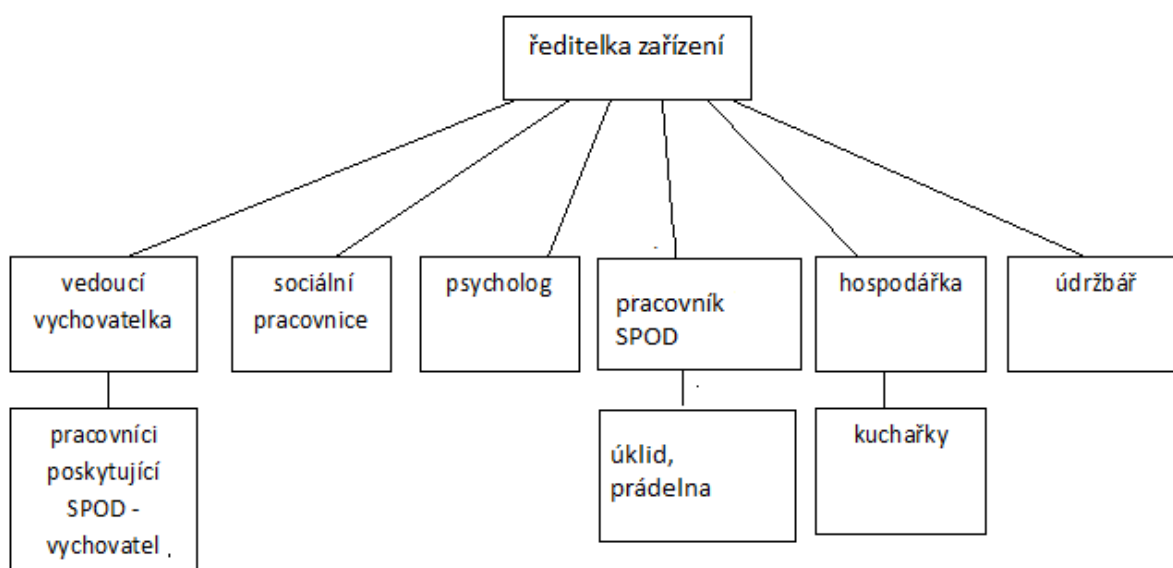 ředitelka zařízení
vedoucí
vychovatelka
sociální
pracovnice
psycholog
pracovník
SPOD
hospodářka
údržbář
pracovníci
poskytující
SPOD -
vychovatel .
úklid,
prádelna
kuchařky